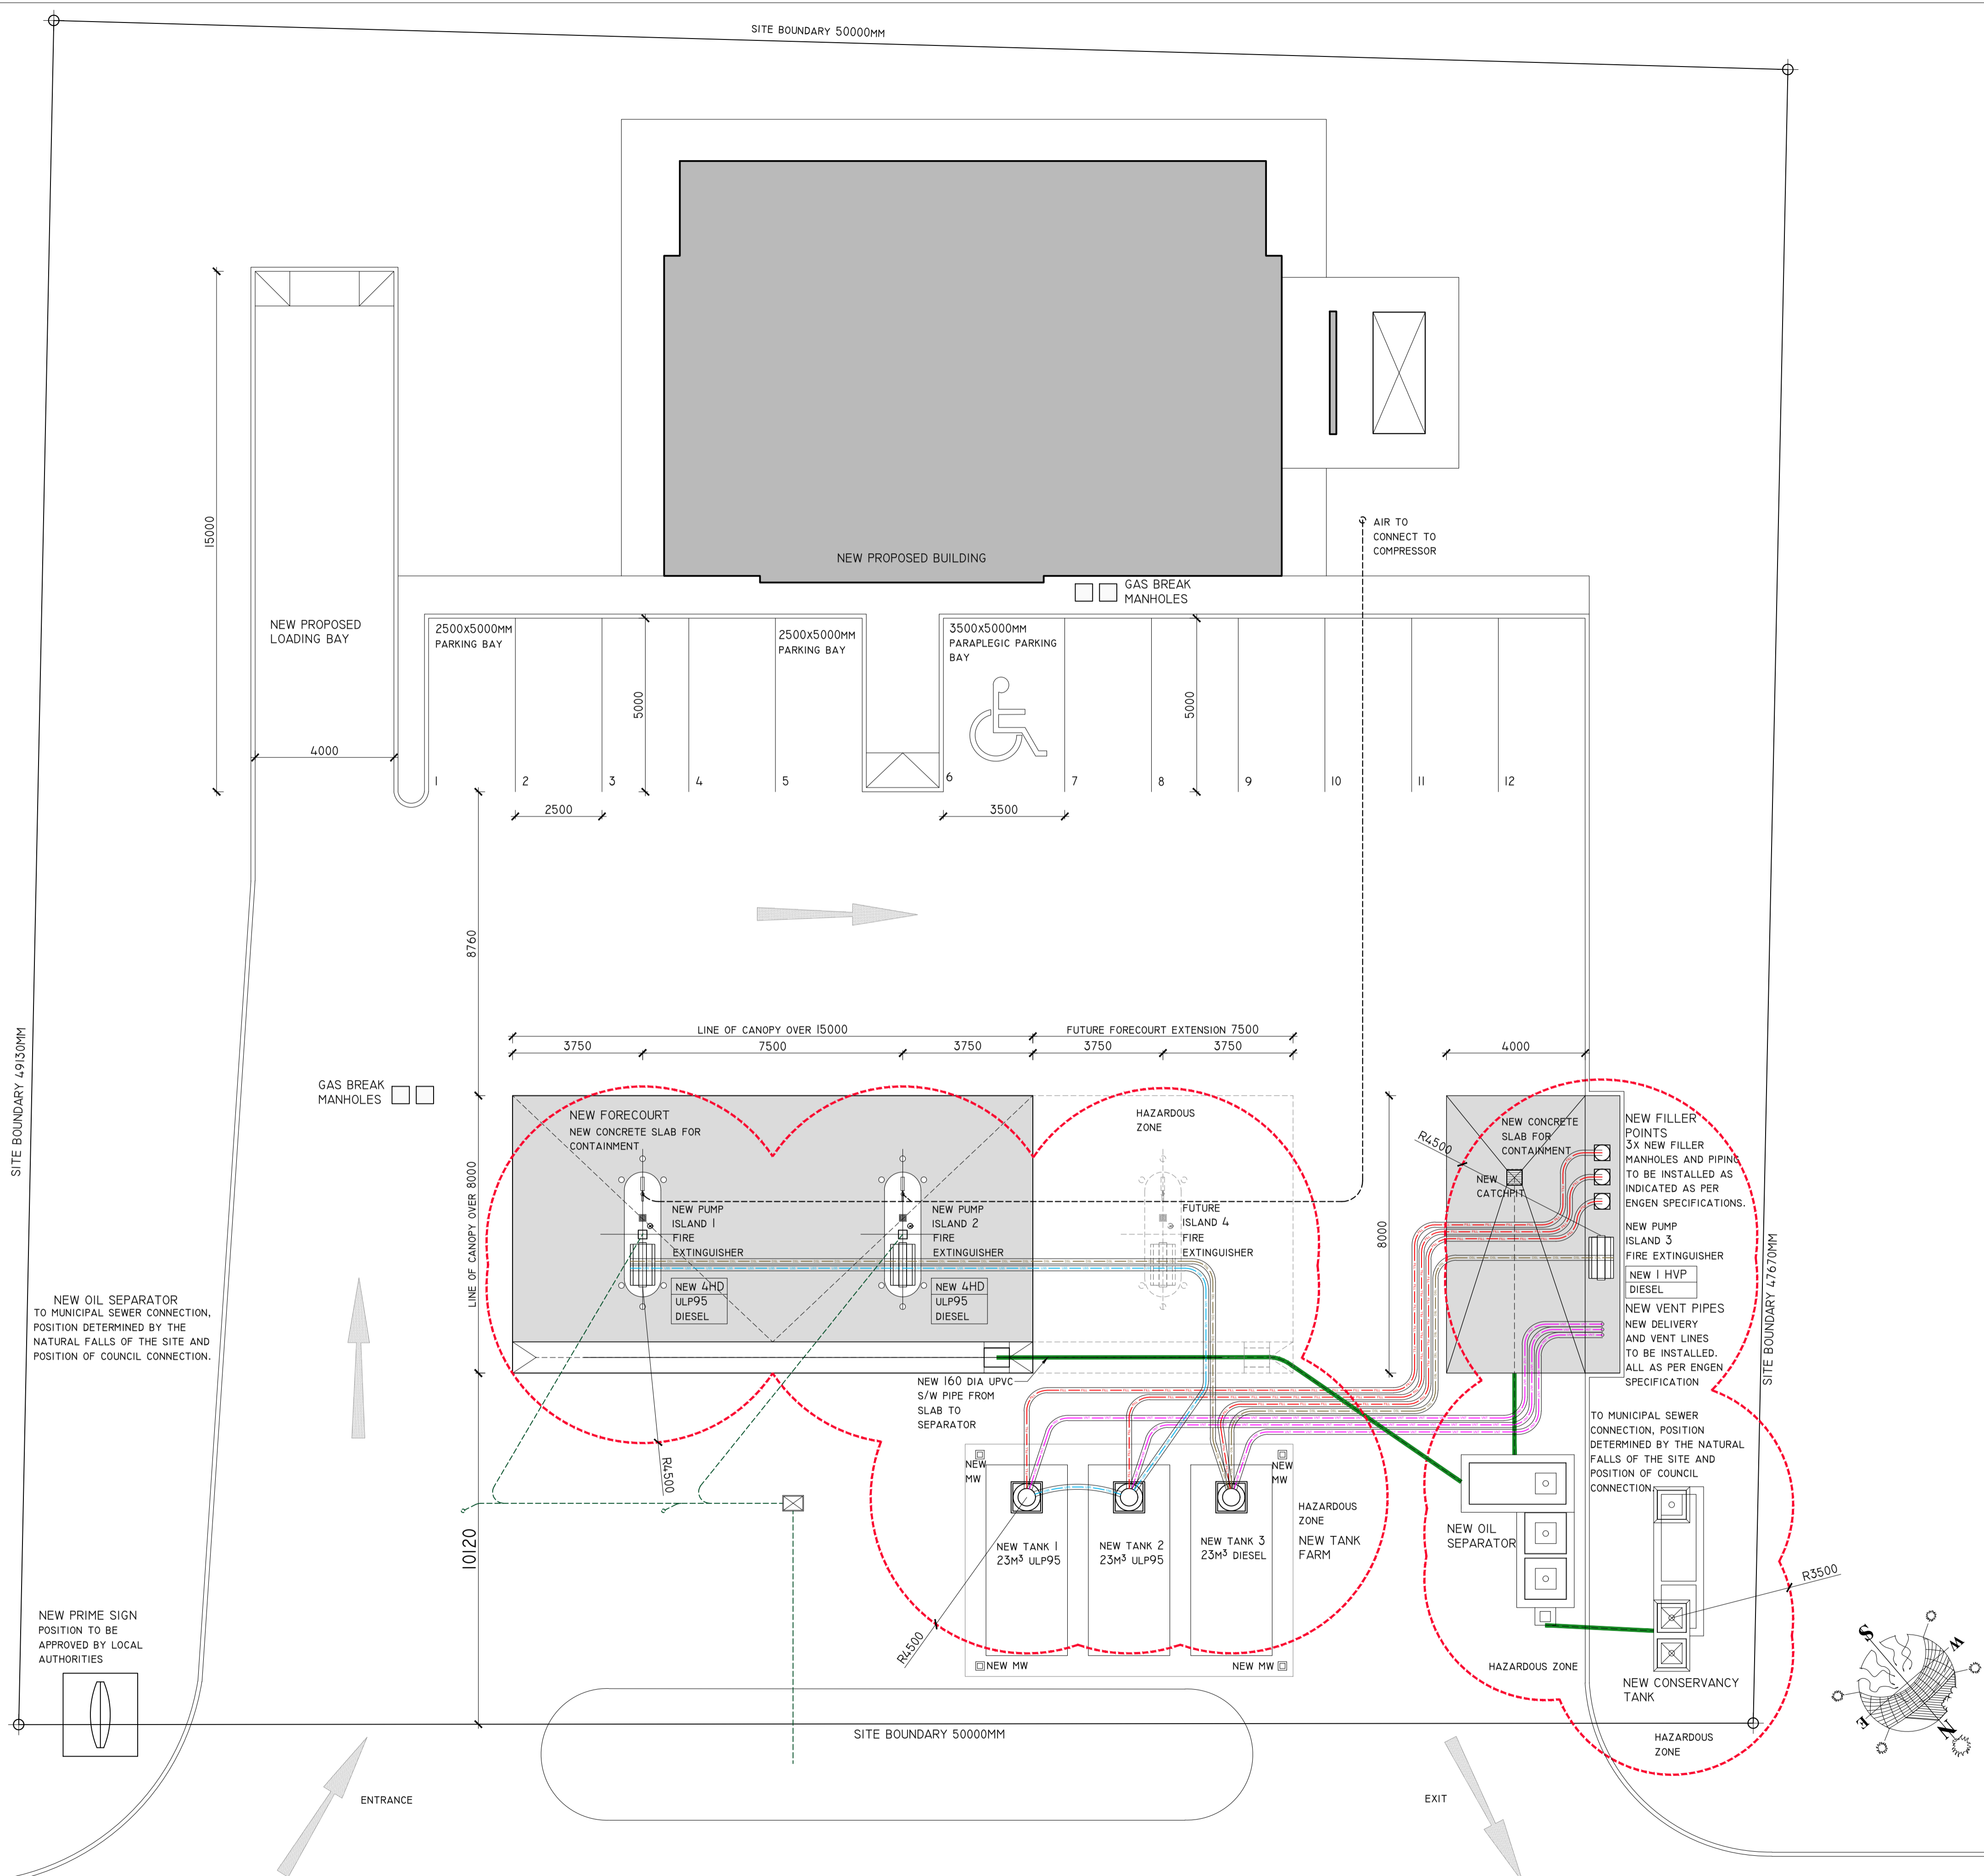 SITE BOUNDARY 50000MM
15000
NEW PROPOSED BUILDING
AIR TO
CONNECT TO
COMPRESSOR
GAS BREAK
MANHOLES
NEW PROPOSED
LOADING BAY
2500X5000MM
PARKING BAY
2500X5000MM
PARKING BAY
3500X5000MM
PARAPLEGIC PARKING
BAY
5000
5000
4000
1
2
3
4
5
6
7
8
9
10
11
12
2500
3500
8760
SITE BOUNDARY 49130MM
LINE OF CANOPY OVER 15000
FUTURE FORECOURT EXTENSION 7500
3750
7500
3750
3750
3750
4000
GAS BREAK
MANHOLES
LINE OF CANOPY OVER 8000
NEW FORECOURT
NEW CONCRETE SLAB FOR
CONTAINMENT
HAZARDOUS
ZONE
NEW PUMP
ISLAND 1
FIRE
EXTINGUISHER
NEW 4HD
ULP95
DIESEL
NEW PUMP
ISLAND 2
FIRE
EXTINGUISHER
NEW 4HD
ULP95
DIESEL
FUTURE
ISLAND 4
FIRE
EXTINGUISHER
8000
R4500
NEW CONCRETE
SLAB FOR
CONTAINMENT
NEW
CATCHPIT
NEW FILLER
POINTS
3X NEW FILLER
MANHOLES AND PIPING
TO BE INSTALLED AS
INDICATED AS PER
ENGEN SPECIFICATIONS.
NEW PUMP
ISLAND 3
FIRE EXTINGUISHER
NEW 1 HVP
DIESEL
NEW VENT PIPES
NEW DELIVERY
AND VENT LINES
TO BE INSTALLED.
ALL AS PER ENGEN
SPECIFICATION
SITE BOUNDARY 47670MM
NEW OIL SEPARATOR
TO MUNICIPAL SEWER CONNECTION,
POSITION DETERMINED BY THE
NATURAL FALLS OF THE SITE AND
POSITION OF COUNCIL CONNECTION.
NEW 160 DIA UPVC
S/W PIPE FROM
SLAB TO
SEPARATOR
TO MUNICIPAL SEWER
CONNECTION, POSITION
DETERMINED BY THE NATURAL
FALLS OF THE SITE AND
POSITION OF COUNCIL
CONNECTION.
R4500
10120
NEW
MW
NEW
MW
HAZARDOUS
ZONE
NEW TANK
FARM
NEW TANK 1
23M³ ULP95
NEW TANK 2
23M³ ULP95
NEW TANK 3
23M³ DIESEL
R4500
NEW MW
NEW MW
NEW OIL
SEPARATOR
R3500
HAZARDOUS ZONE
NEW CONSERVANCY
TANK
HAZARDOUS
ZONE
NEW PRIME SIGN
POSITION TO BE
APPROVED BY LOCAL
AUTHORITIES
SITE BOUNDARY 50000MM
ENTRANCE
EXIT
S
W
E
N